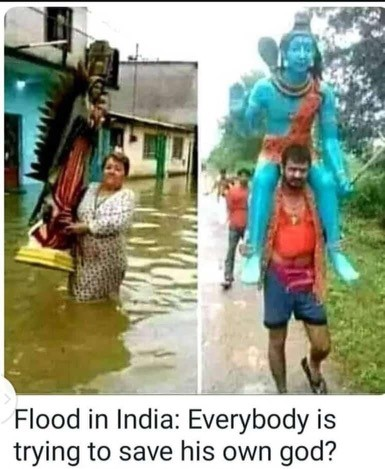 Flood in India: Everybody is
trying to save his own god?